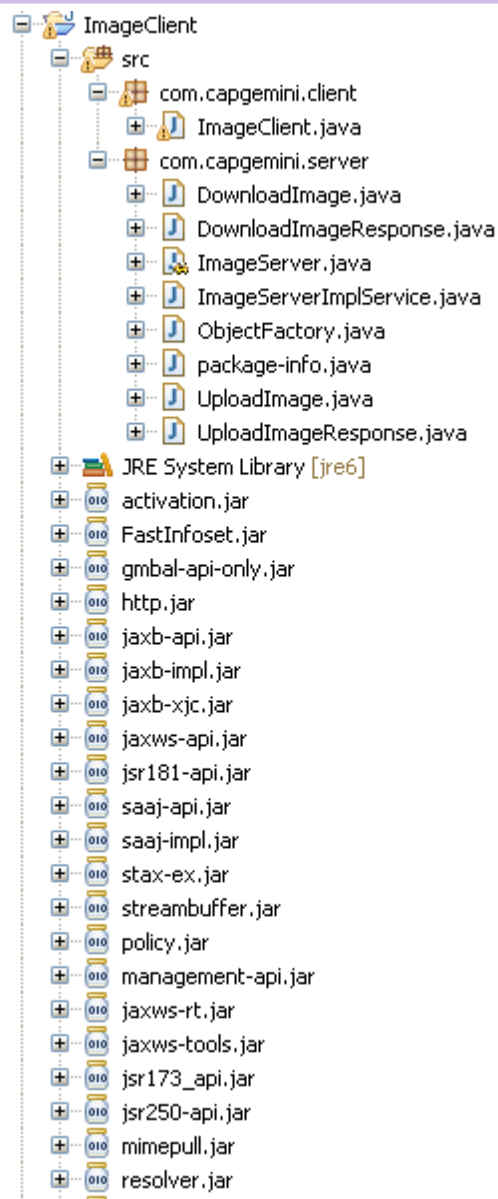 ImageClient
src
com.capgemini.client
ImageClient.java
com.capgemini.server
DownloadImage.java
DownloadImageResponse.java
ImageServer.java
ImageServerImplService.java
ObjectFactory.java
package-info.java
UploadImage.java
UploadImageResponse.java
JRE System Library [jre6]
activation.jar
FastInfoset.jar
gmbal-api-only.jar
http.jar
jaxb-api.jar
jaxb-impl.jar
jaxb-xjc.jar
jaxws-api.jar
jsr181-api.jar
saaj-api.jar
saaj-impl.jar
stax-ex.jar
streambuffer.jar
policy.jar
management-api.jar
jaxws-rt.jar
jaxws-tools.jar
jsr173_api.jar
jsr250-api.jar
mimepull.jar
resolver.jar